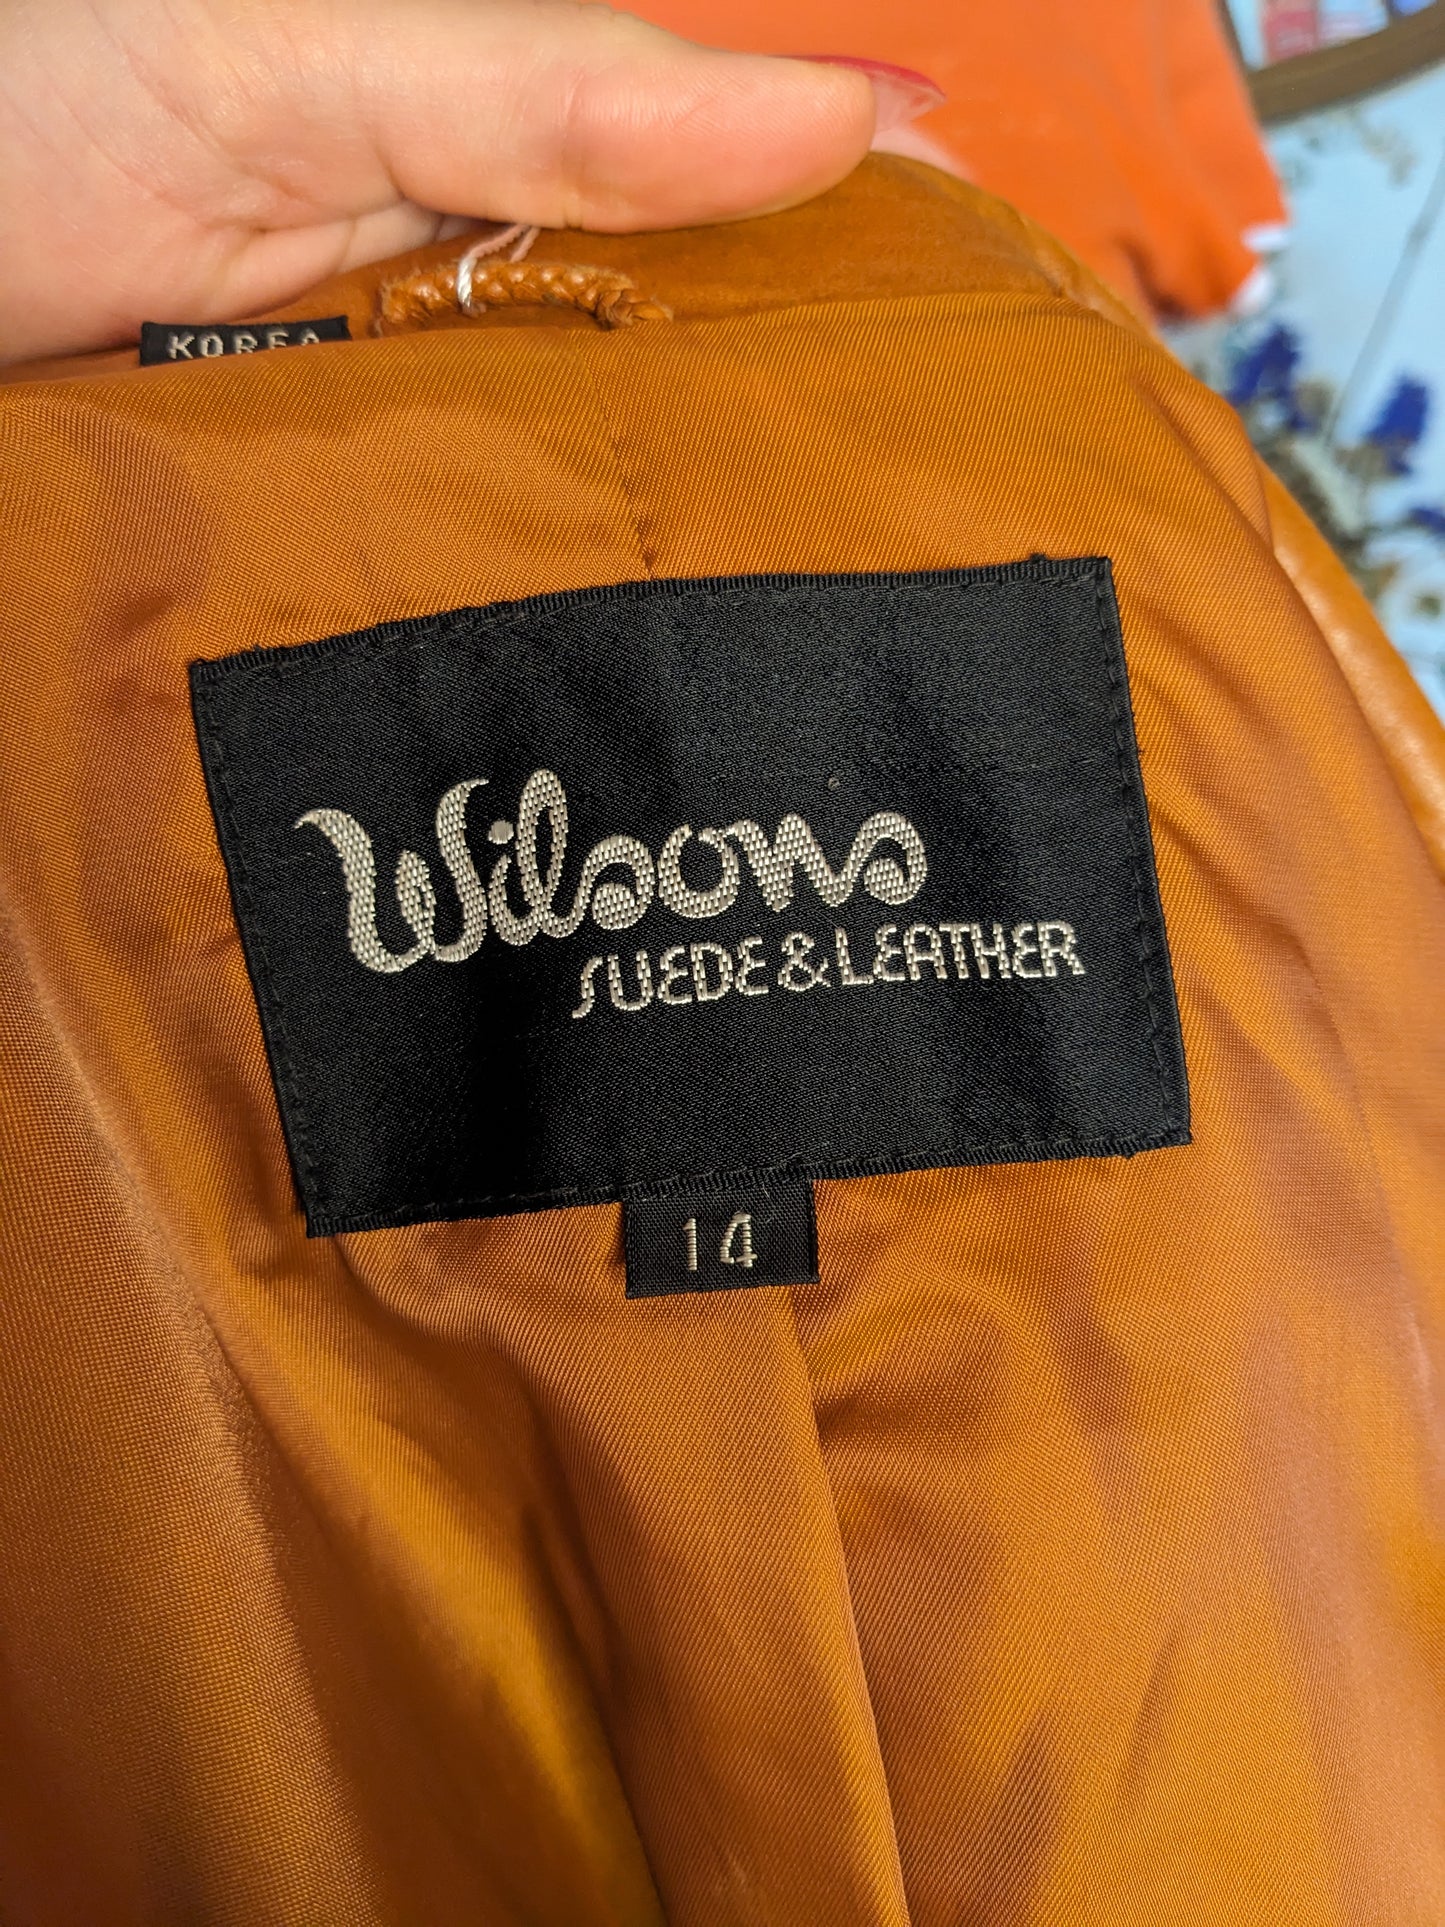 KOREA
Wilsons
SUEDE & LEATHER
14